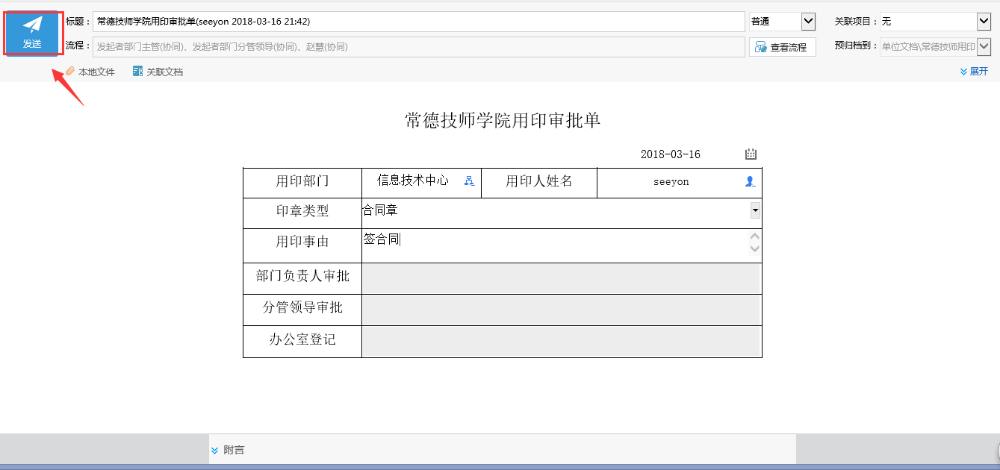 发送
标题： 常德技师学院用印审批单(seeyon 2018-03-16 21:42) 普通 关联项目： 无
流程： 发起者部门主管(协同)、发起者部门分管领导(协同)、赵慧(协同) 查看流程 预归档到： 单位文档\常德技师用印
本地文件 关联文档 展开
常德技师学院用印审批单
2018-03-16
用印部门 信息技术中心 用印人姓名 seeyon
印章类型 合同章
用印事由 签合同
部门负责人审批
分管领导审批
办公室登记
附言